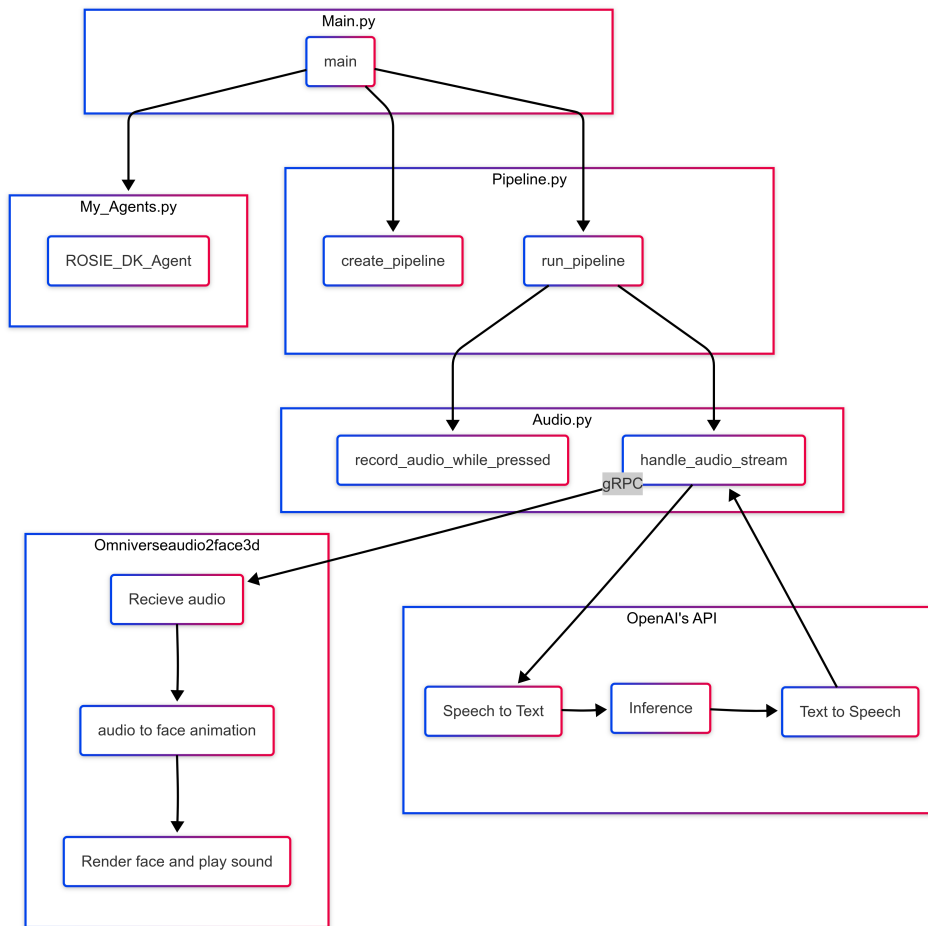 Main.py
main
My_Agents.py
ROSIE_DK_Agent
Pipeline.py
create_pipeline
run_pipeline
Audio.py
record_audio_while_pressed
handle_audio_stream
gRPC
Omniverseaudio2face3d
Recieve audio
audio to face animation
Render face and play sound
OpenAI's API
Speech to Text
Inference
Text to Speech